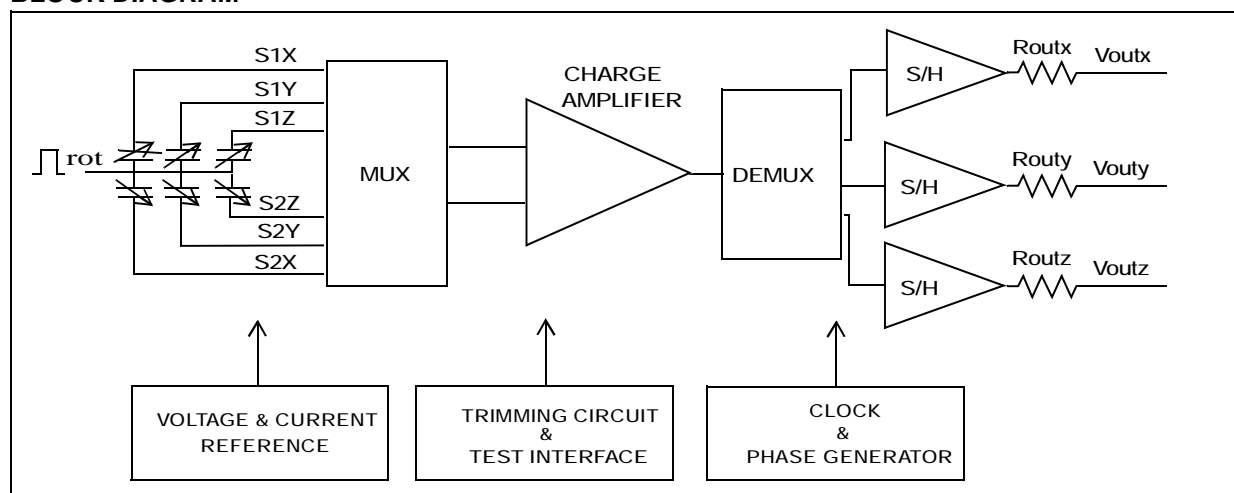 BLOCK DIAGRAM
S1X
S1Y
S1Z
rot
S2Z
S2Y
S2X
MUX
CHARGE
AMPLIFIER
DEMUX
S/H
Routx
Voutx
S/H
Routy
Vouty
S/H
Routz
Voutz
VOLTAGE & CURRENT
REFERENCE
TRIMMING CIRCUIT
&
TEST INTERFACE
CLOCK
&
PHASE GENERATOR